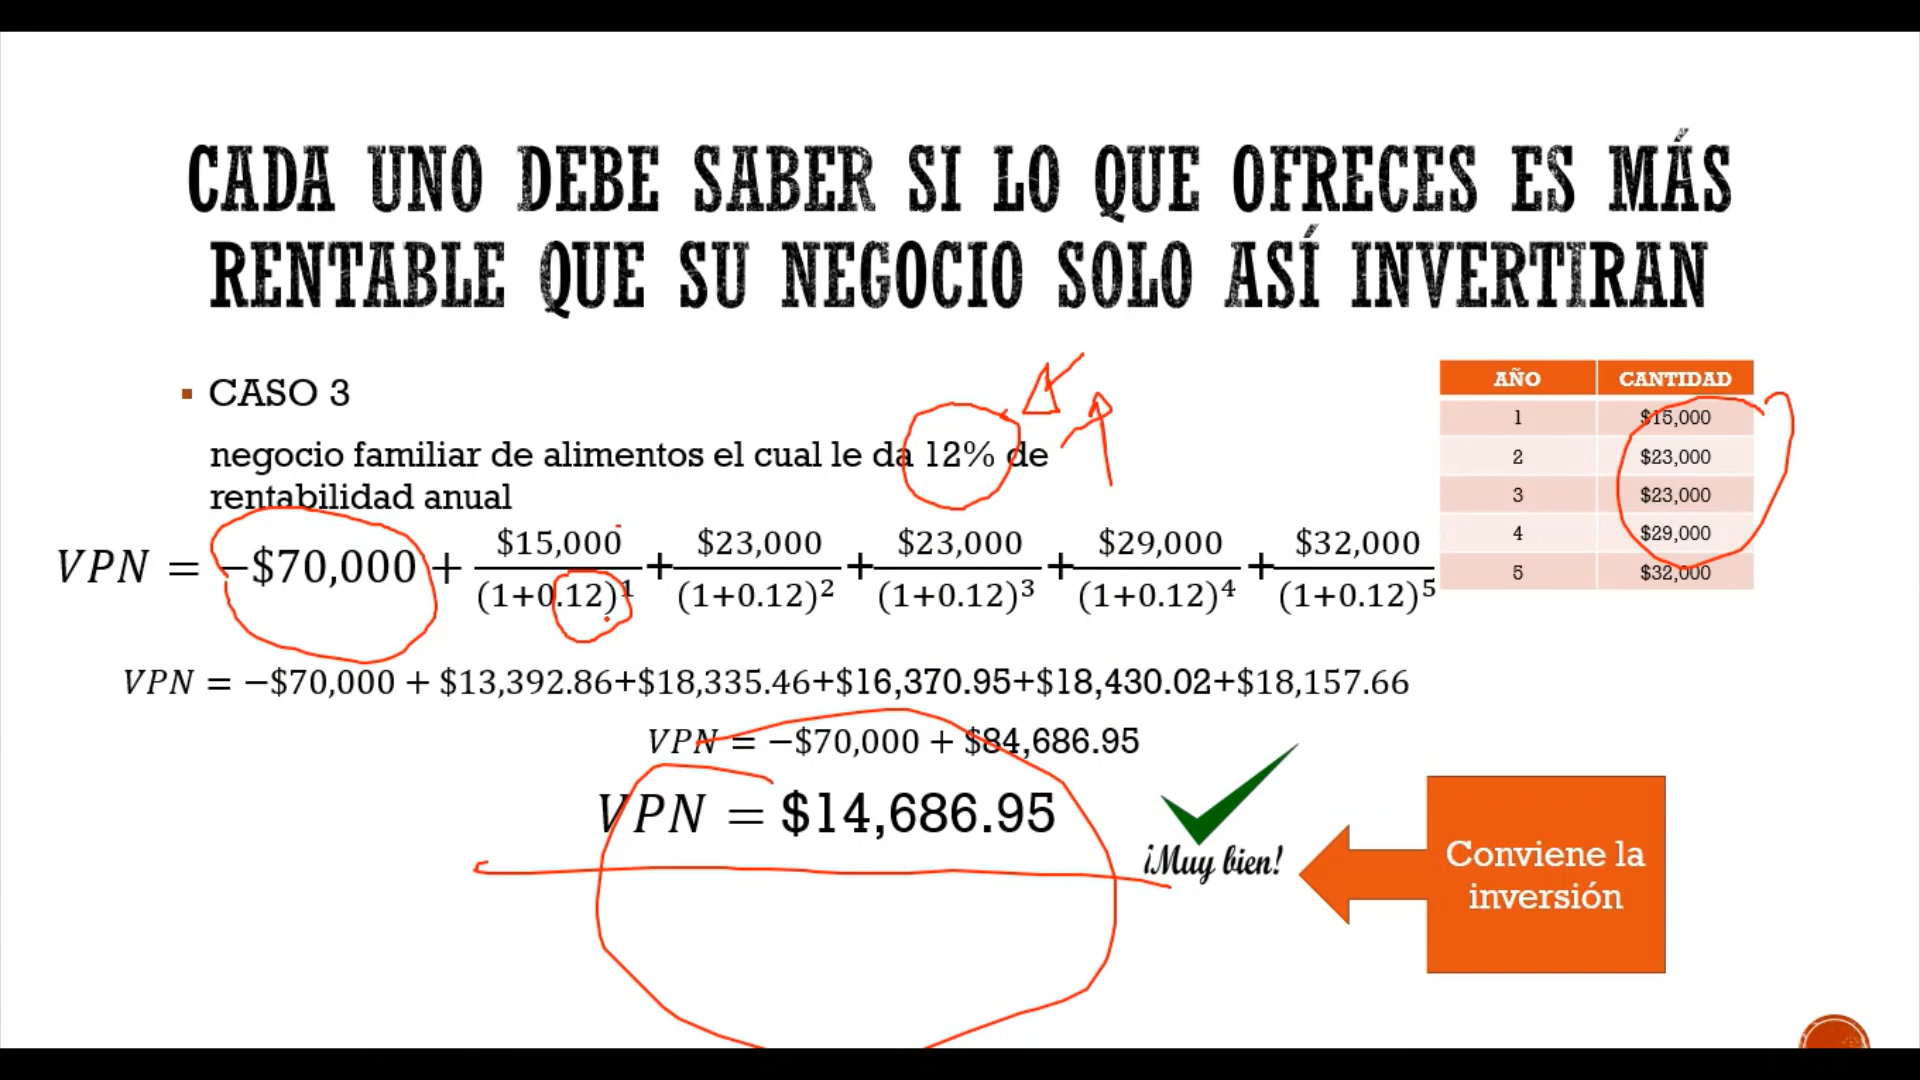 CADA UNO DEBE SABER SI LO QUE OFRECES ES MÁS
RENTABLE QUE SU NEGOCIO SOLO ASÍ INVERTIRAN
▪ CASO 3
negocio familiar de alimentos el cual le da 12% de
rentabilidad anual
AÑO CANTIDAD
1 $15,000
2 $23,000
3 $23,000
4 $29,000
5 $32,000
VPN = −$70,000 + $15,000/(1+0.12)^1 + $23,000/(1+0.12)^2 + $23,000/(1+0.12)^3 + $29,000/(1+0.12)^4 + $32,000/(1+0.12)^5
VPN = −$70,000 + $13,392.86+$18,335.46+$16,370.95+$18,430.02+$18,157.66
VPN = −$70,000 + $84,686.95
VPN = $14,686.95
¡Muy bien!
Conviene la
inversión